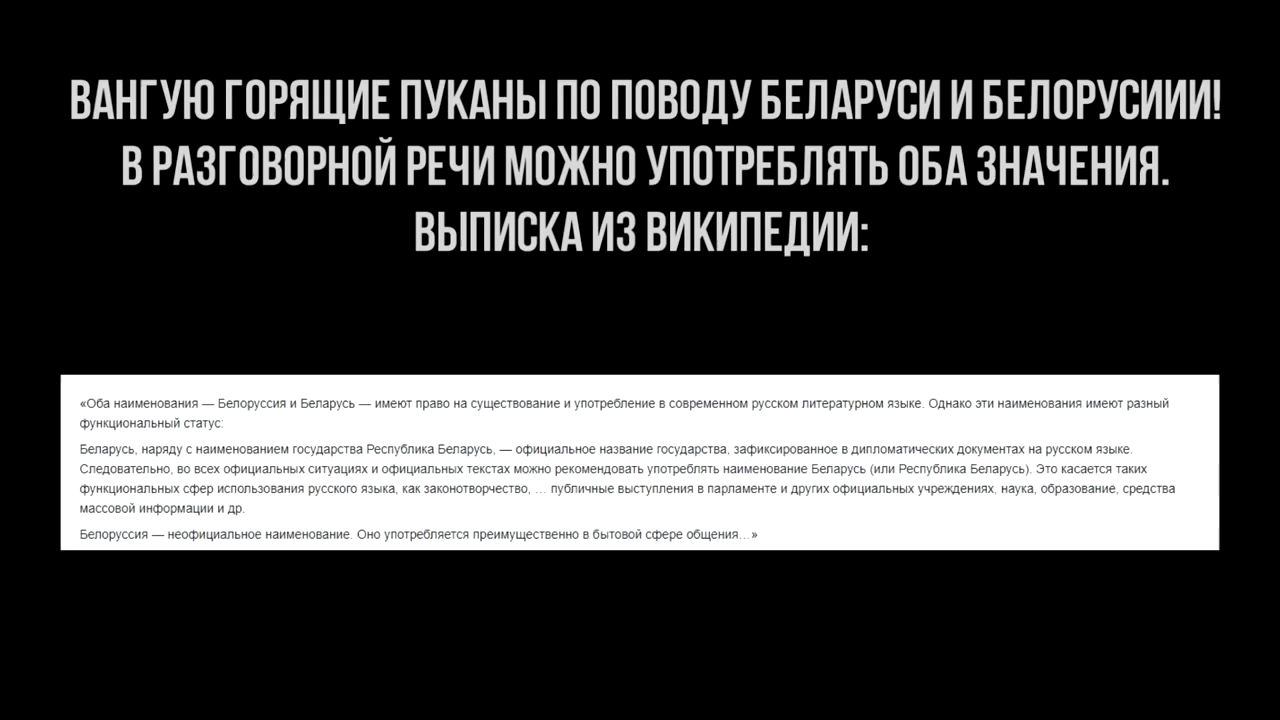 ВАНГУЮ ГОРЯЩИЕ ПУКАНЫ ПО ПОВОДУ БЕЛАРУСИ И БЕЛОРУСИИИ!
В РАЗГОВОРНОЙ РЕЧИ МОЖНО УПОТРЕБЛЯТЬ ОБА ЗНАЧЕНИЯ.
ВЫПИСКА ИЗ ВИКИПЕДИИ:
«Оба наименования — Белоруссия и Беларусь — имеют право на существование и употребление в современном русском литературном языке. Однако эти наименования имеют разный
функциональный статус:
Беларусь, наряду с наименованием государства Республика Беларусь, — официальное название государства, зафиксированное в дипломатических документах на русском языке.
Следовательно, во всех официальных ситуациях и официальных текстах можно рекомендовать употреблять наименование Беларусь (или Республика Беларусь). Это касается таких
функциональных сфер использования русского языка, как законотворчество, … публичные выступления в парламенте и других официальных учреждениях, наука, образование, средства
массовой информации и др.
Белоруссия — неофициальное наименование. Оно употребляется преимущественно в бытовой сфере общения…»